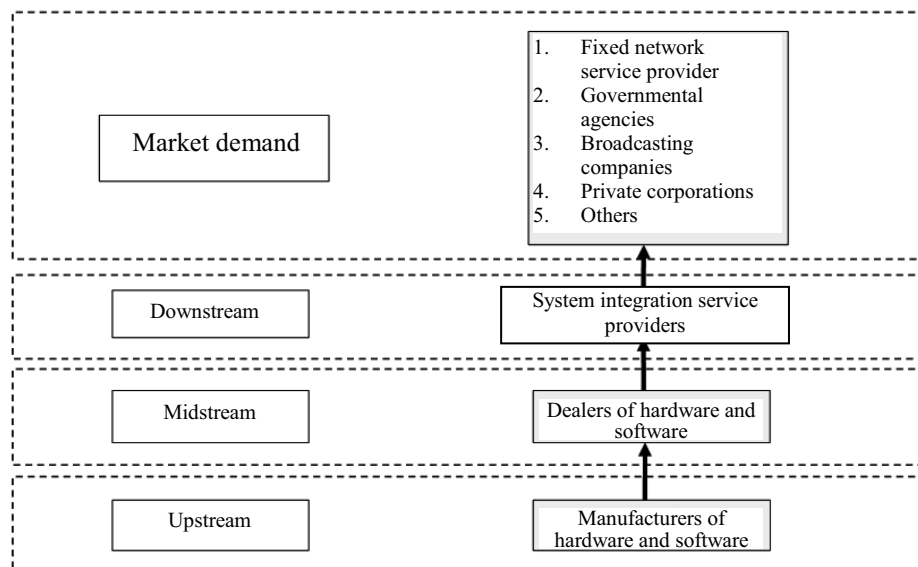 Market demand
1. Fixed network
service provider
2. Governmental
agencies
3. Broadcasting
companies
4. Private corporations
5. Others
Downstream
System integration service
providers
Midstream
Dealers of hardware and
software
Upstream
Manufacturers of
hardware and software